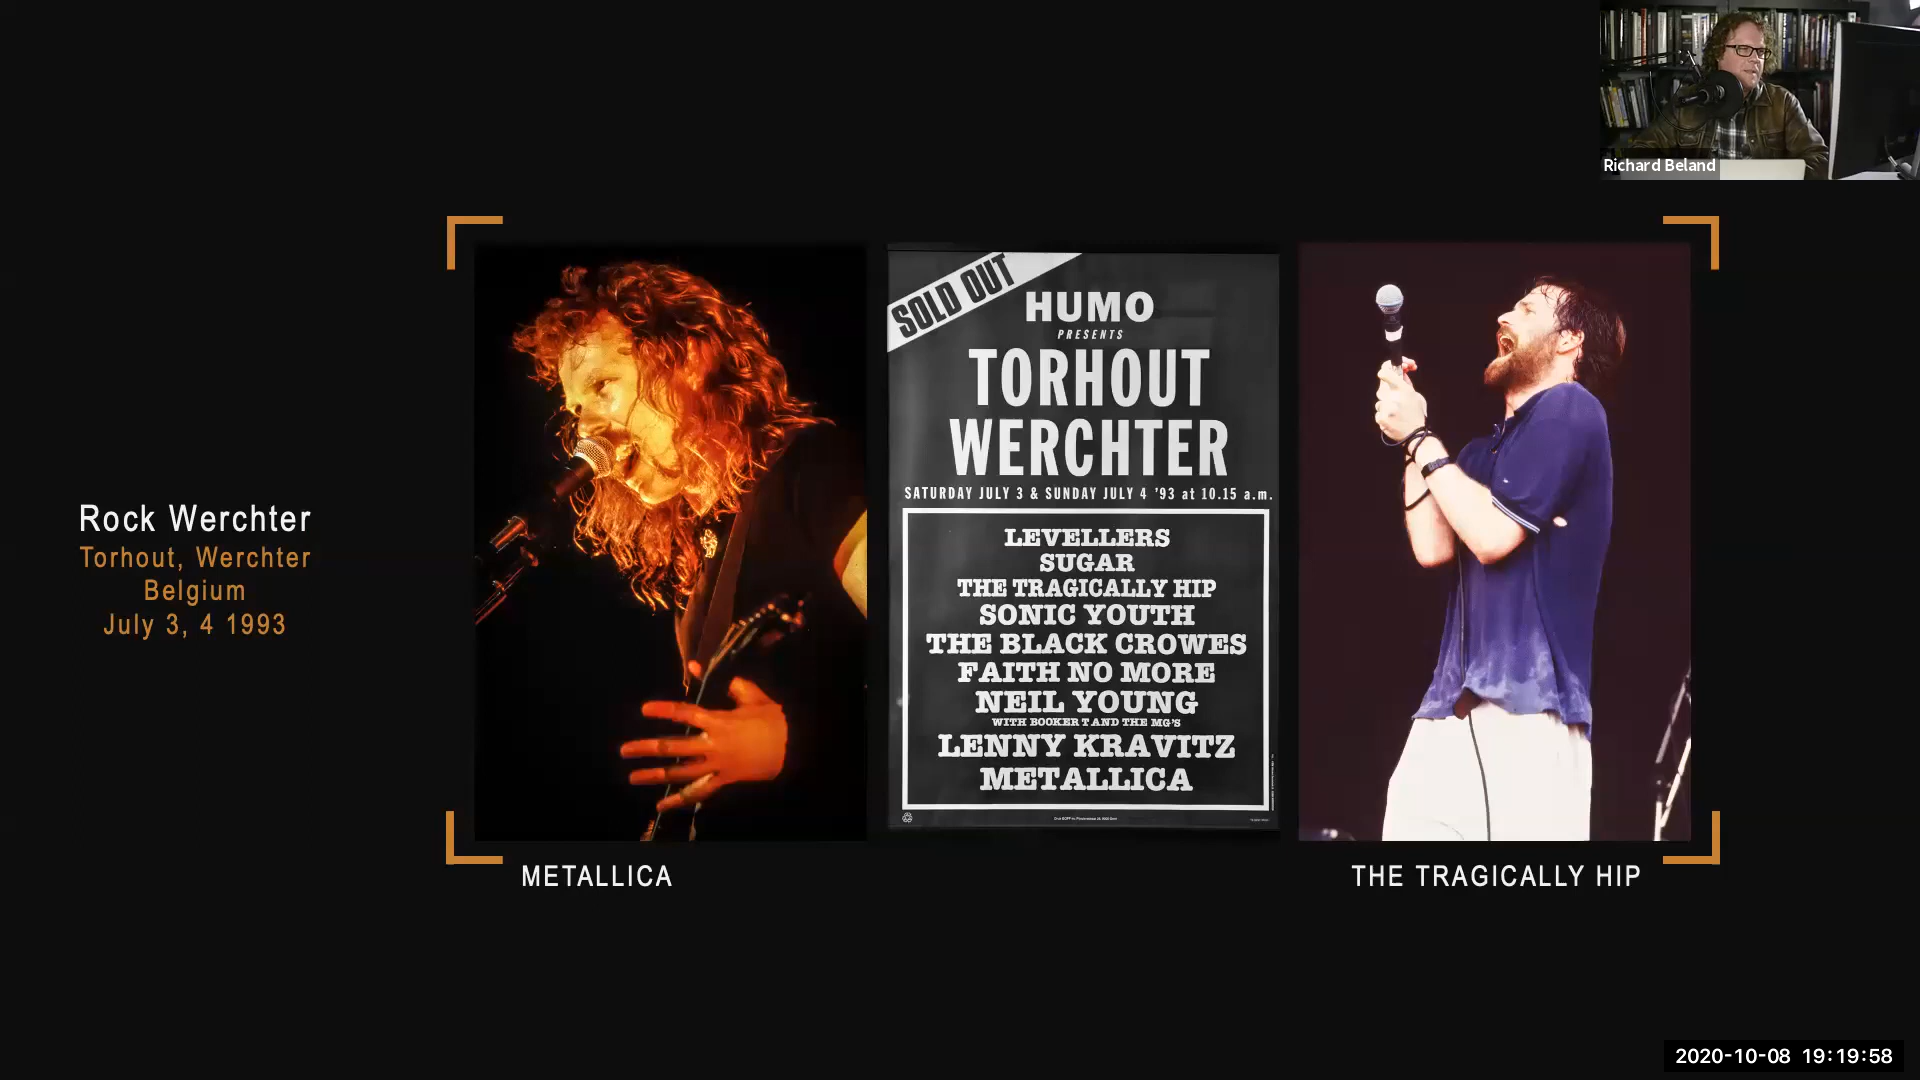 Richard Beland
SOLD OUT
HUMO
PRESENTS
TORHOUT
WERCHTER
SATURDAY JULY 3 & SUNDAY JULY 4 '93 at 10.15 a.m.
LEVELLERS
SUGAR
THE TRAGICALLY HIP
SONIC YOUTH
THE BLACK CROWES
FAITH NO MORE
NEIL YOUNG
WITH BOOKER T AND THE MG'S
LENNY KRAVITZ
METALLICA
Rock Werchter
Torhout, Werchter
Belgium
July 3, 4 1993
METALLICA
THE TRAGICALLY HIP
2020-10-08 19:19:58